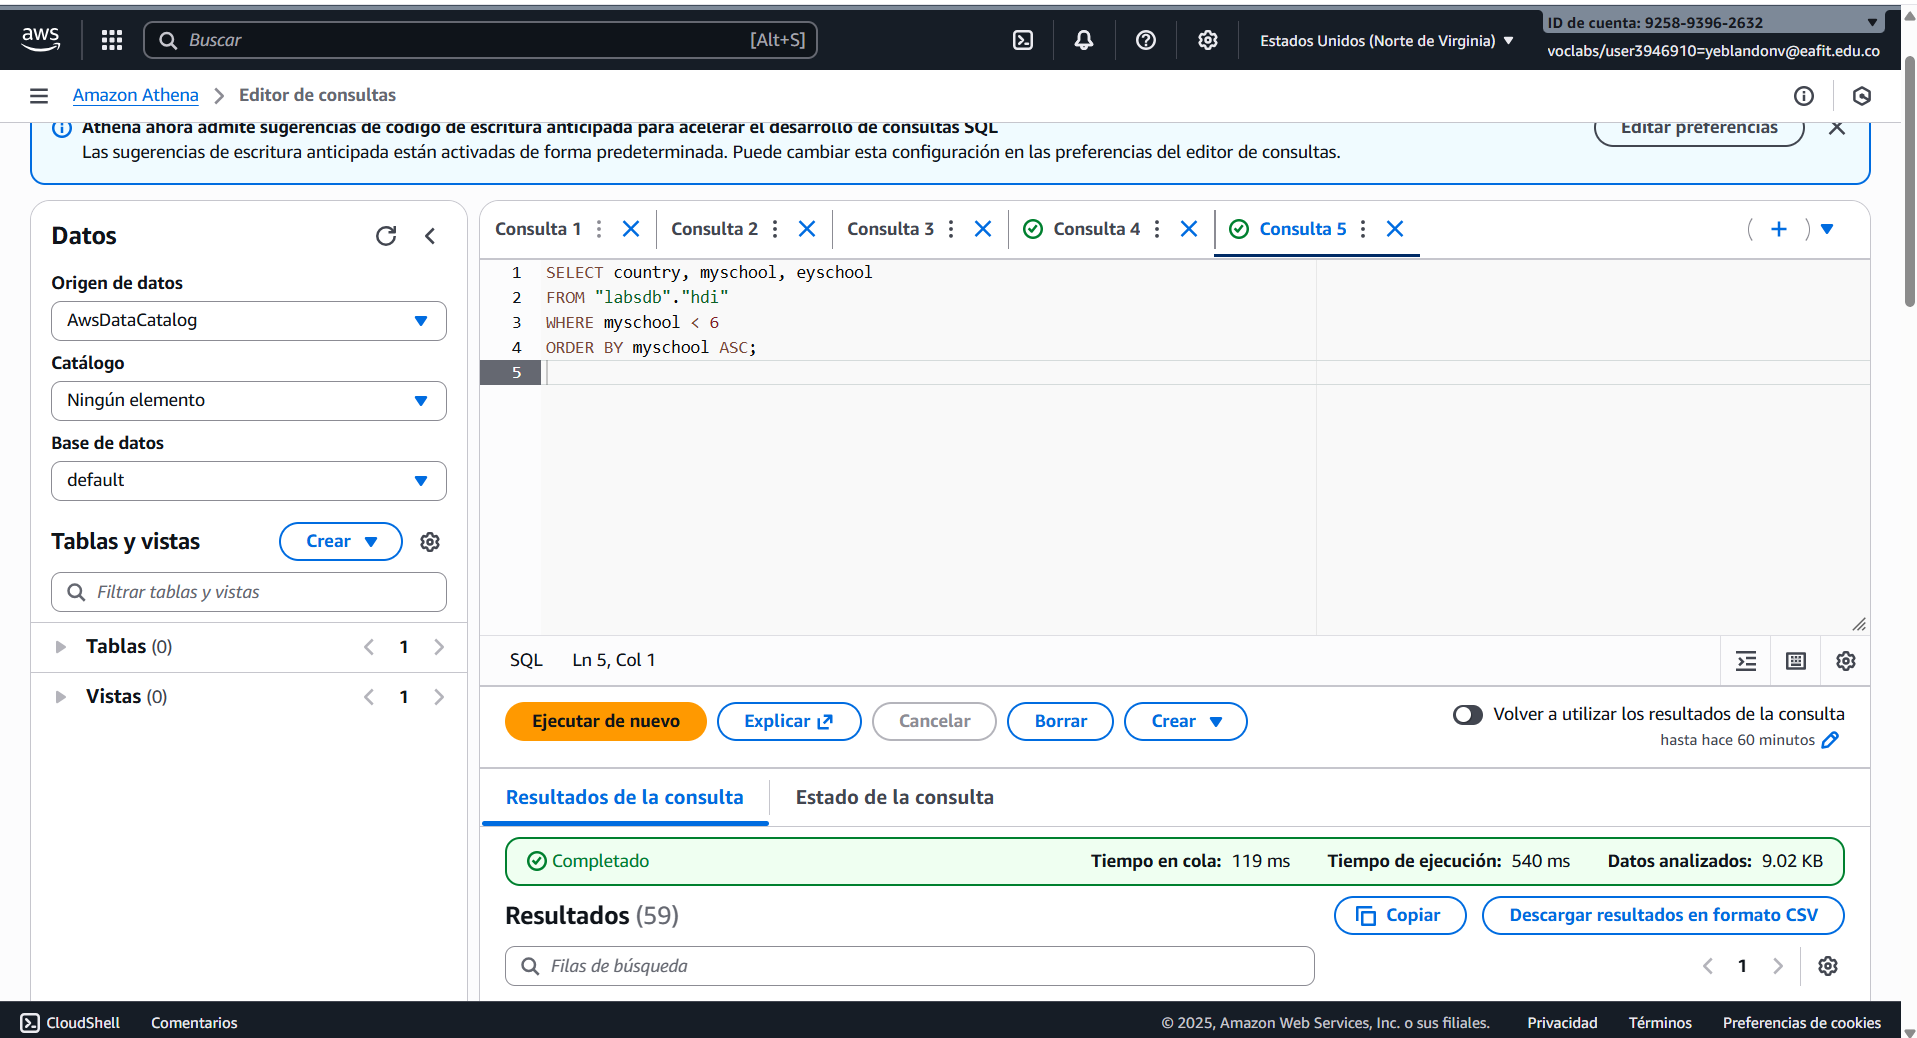 aws
Buscar [Alt+S]
Estados Unidos (Norte de Virginia)
ID de cuenta: 9258-9396-2632
voclabs/user3946910=yeblandonv@eafit.edu.co
Amazon Athena > Editor de consultas
Athena ahora admite sugerencias de código de escritura anticipada para acelerar el desarrollo de consultas SQL
Las sugerencias de escritura anticipada están activadas de forma predeterminada. Puede cambiar esta configuración en las preferencias del editor de consultas.
Editar preferencias
Datos
Origen de datos
AwsDataCatalog
Catálogo
Ningún elemento
Base de datos
default
Tablas y vistas
Crear
Filtrar tablas y vistas
Tablas (0) 1
Vistas (0) 1
Consulta 1 Consulta 2 Consulta 3 Consulta 4 Consulta 5
1 SELECT country, myschool, eyschool
2 FROM "labsdb"."hdi"
3 WHERE myschool < 6
4 ORDER BY myschool ASC;
5
SQL Ln 5, Col 1
Ejecutar de nuevo Explicar Cancelar Borrar Crear
Volver a utilizar los resultados de la consulta
hasta hace 60 minutos
Resultados de la consulta Estado de la consulta
Completado Tiempo en cola: 119 ms Tiempo de ejecución: 540 ms Datos analizados: 9.02 KB
Resultados (59) Copiar Descargar resultados en formato CSV
Filas de búsqueda 1
CloudShell Comentarios © 2025, Amazon Web Services, Inc. o sus filiales. Privacidad Términos Preferencias de cookies